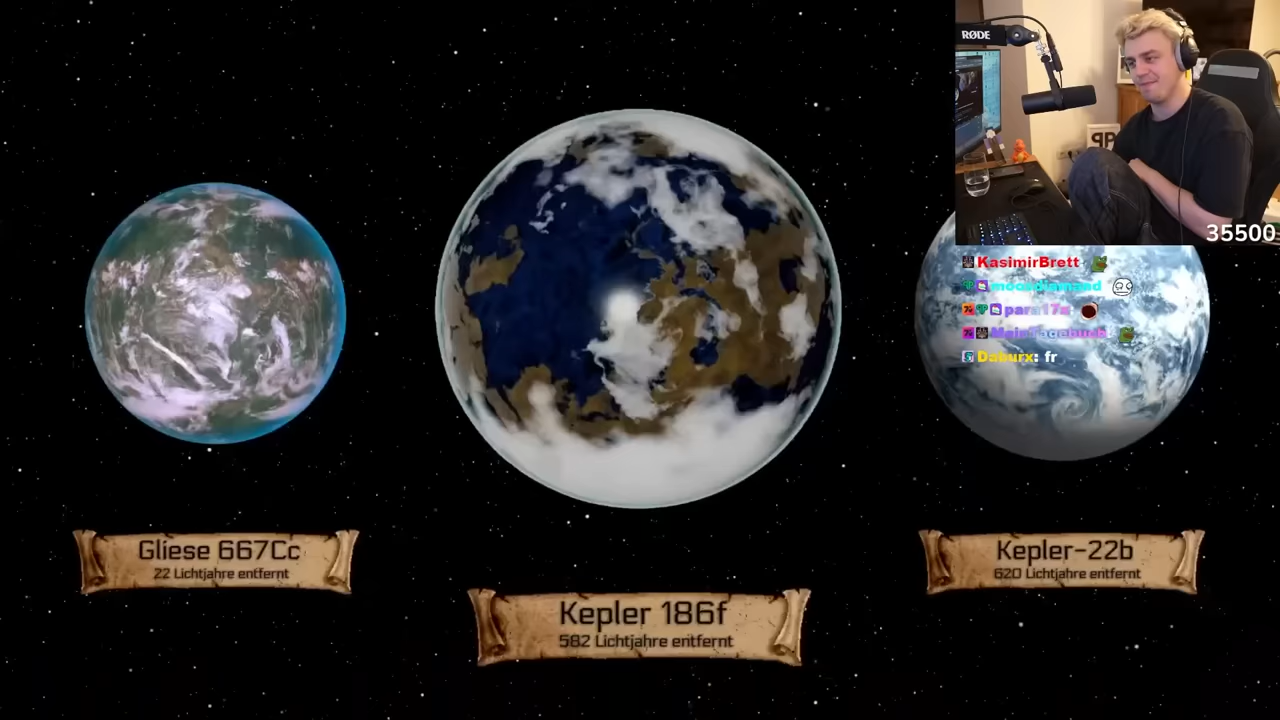 RØDE
35500
KasimirBrett
Daburx: fr
Gliese 667Cc
22 Lichtjahre entfernt
Kepler 186f
582 Lichtjahre entfernt
Kepler-22b
620 Lichtjahre entfernt